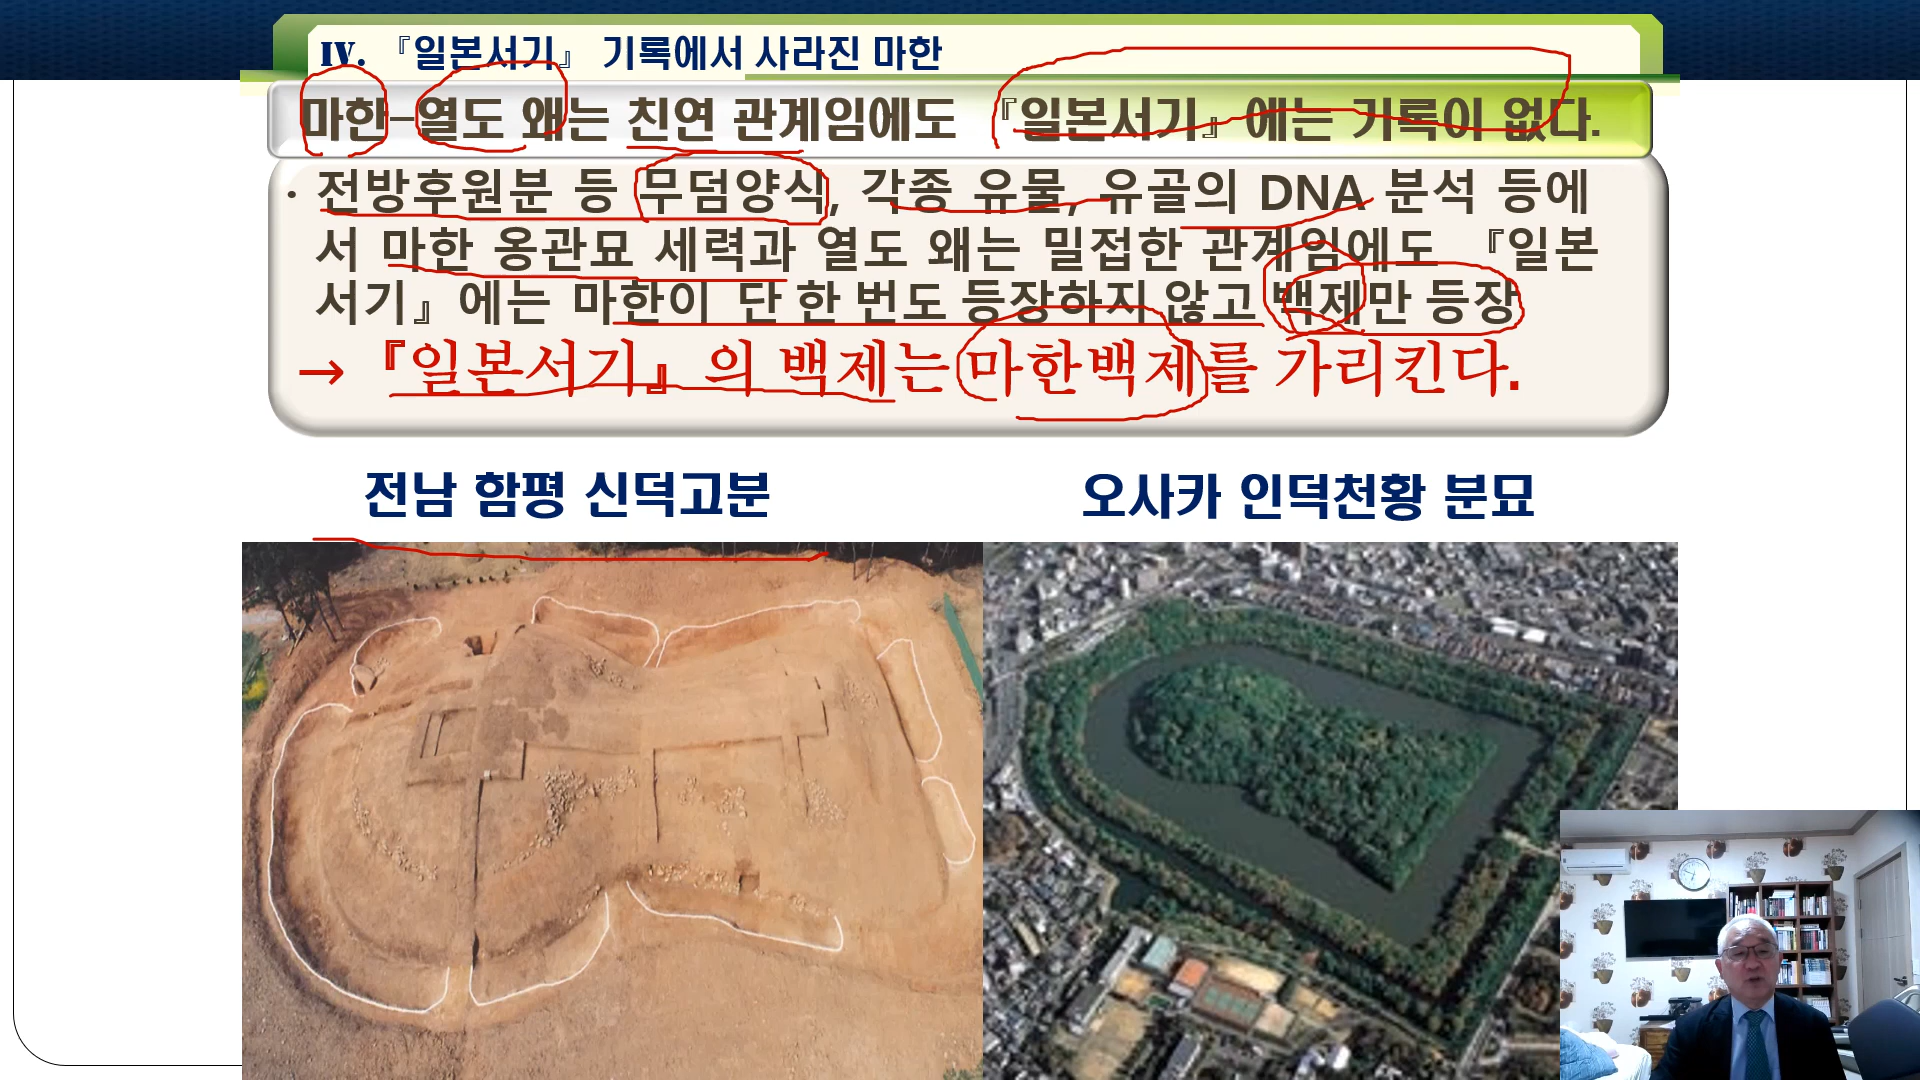 IV. 『일본서기』 기록에서 사라진 마한
마한-열도 왜는 친연 관계임에도 『일본서기』에는 기록이 없다.
· 전방후원분 등 무덤양식, 각종 유물, 유골의 DNA 분석 등에
서 마한 옹관묘 세력과 열도 왜는 밀접한 관계임에도 『일본
서기』에는 마한이 단 한 번도 등장하지 않고 백제만 등장
→ 『일본서기』의 백제는 마한백제를 가리킨다.
전남 함평 신덕고분
오사카 인덕천황 분묘